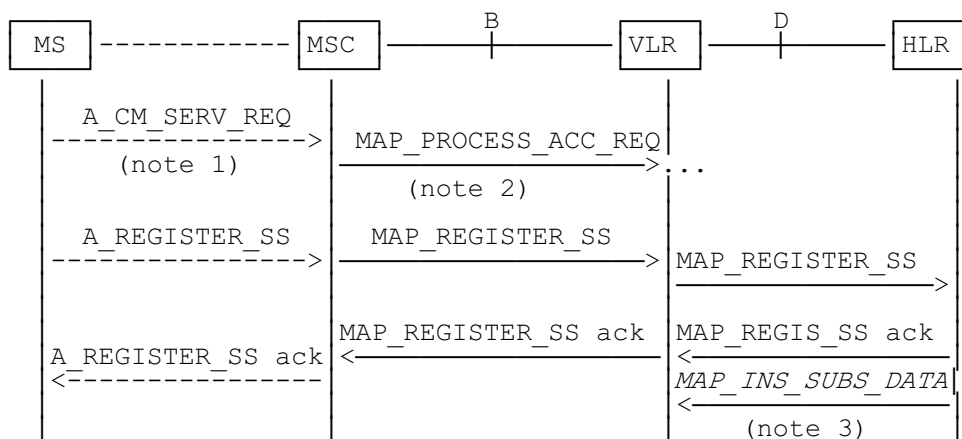 B D
MS MSC VLR HLR
A_CM_SERV_REQ
MAP_PROCESS_ACC_REQ
(note 1) ...
(note 2)
A_REGISTER_SS MAP_REGISTER_SS
MAP_REGISTER_SS
MAP_REGISTER_SS ack MAP_REGIS_SS ack
A_REGISTER_SS ack
MAP_INS_SUBS_DATA
(note 3)